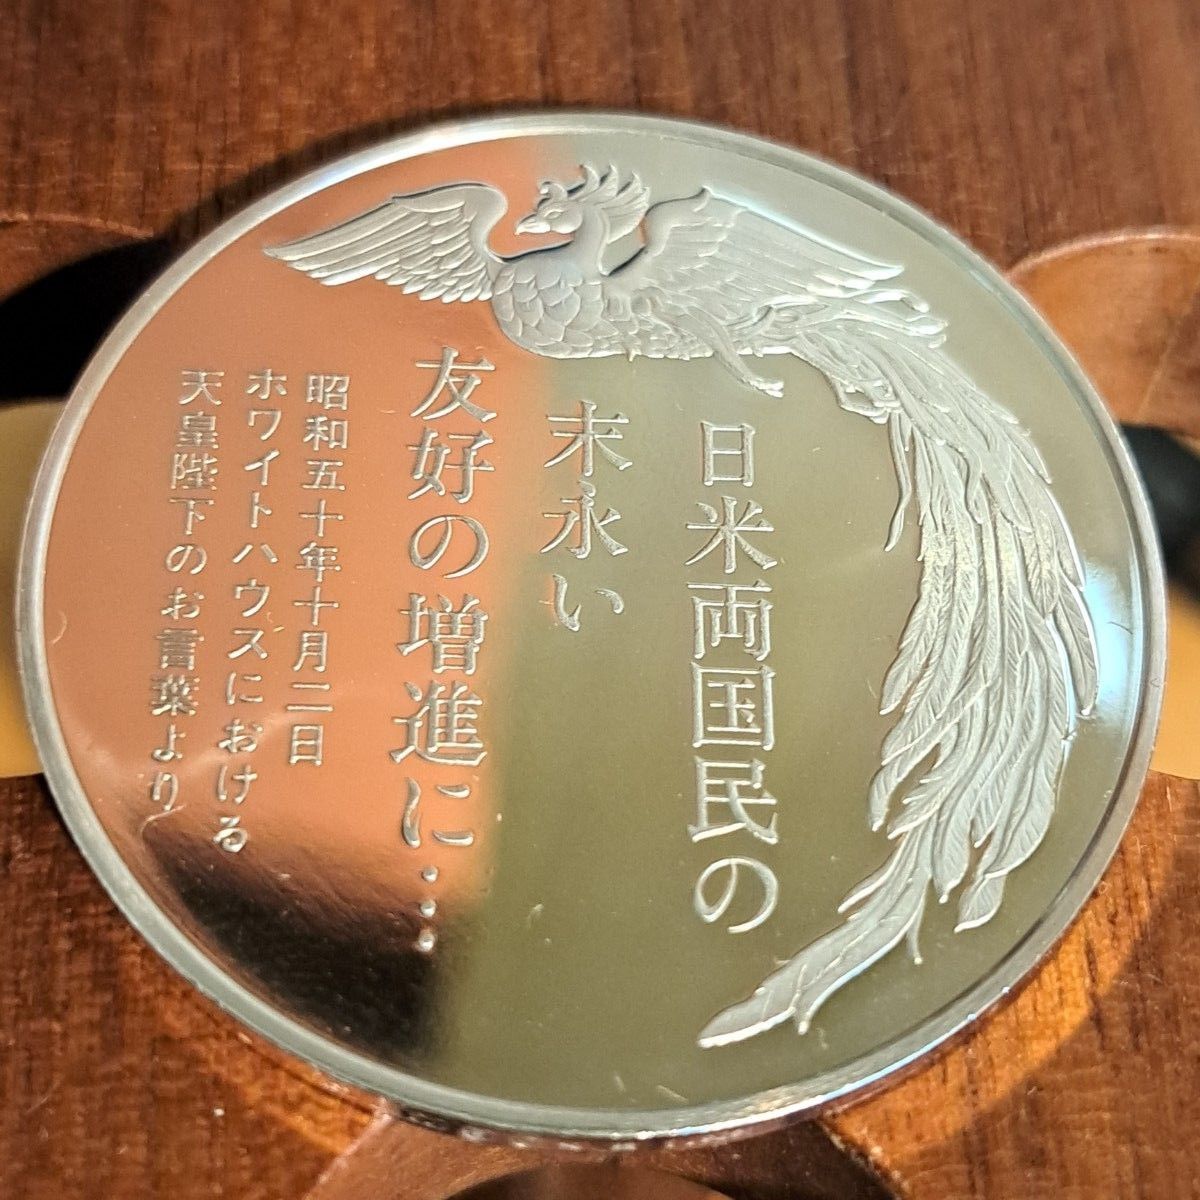 日米両国民の
末永い
友好の増進に…
昭和五十年十月二日
ホワイトハウスにおける
天皇陛下のお言葉より